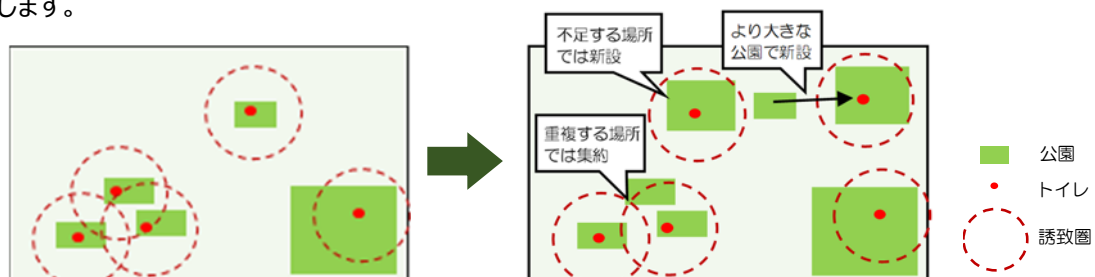 します。
不足する場所
では新設
より大きな
公園で新設
重複する場所
では集約
公園
トイレ
誘致圏